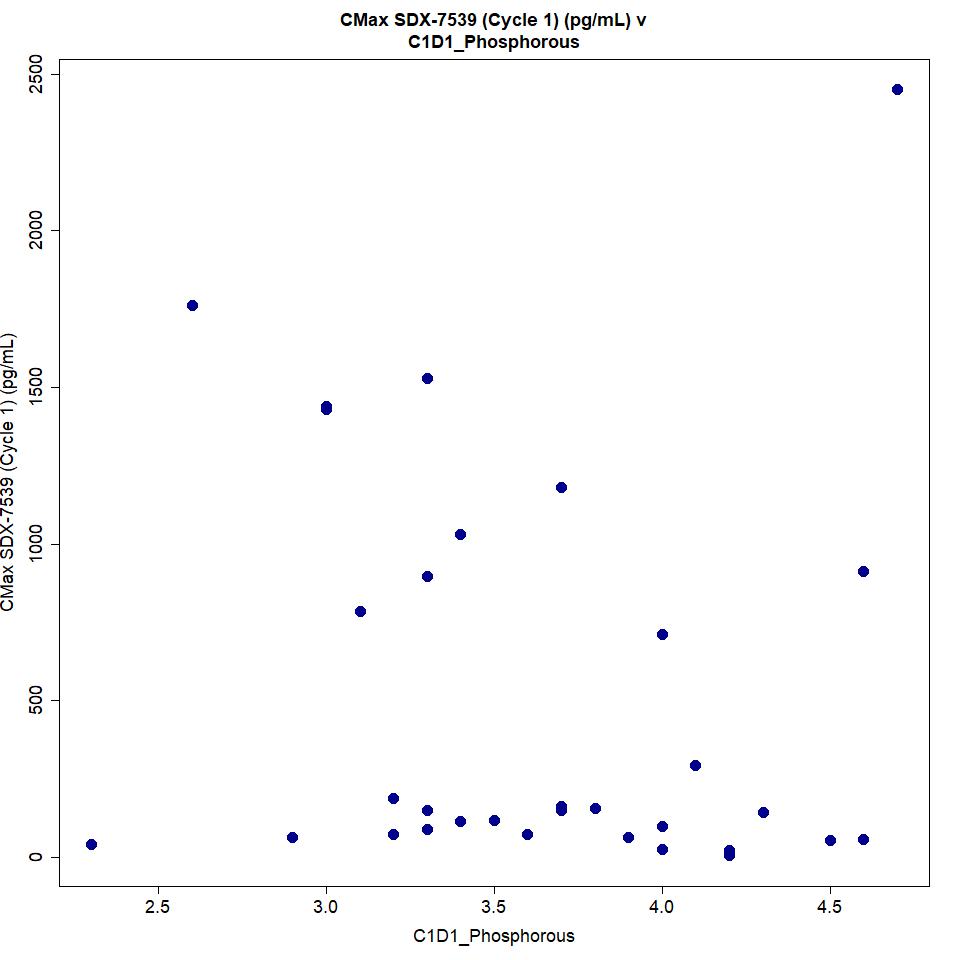 CMax SDX-7539 (Cycle 1) (pg/mL) v
C1D1_Phosphorous
CMax SDX-7539 (Cycle 1) (pg/mL)
2500
2000
1500
1000
500
0
2.5
3.0
3.5
4.0
4.5
C1D1_Phosphorous